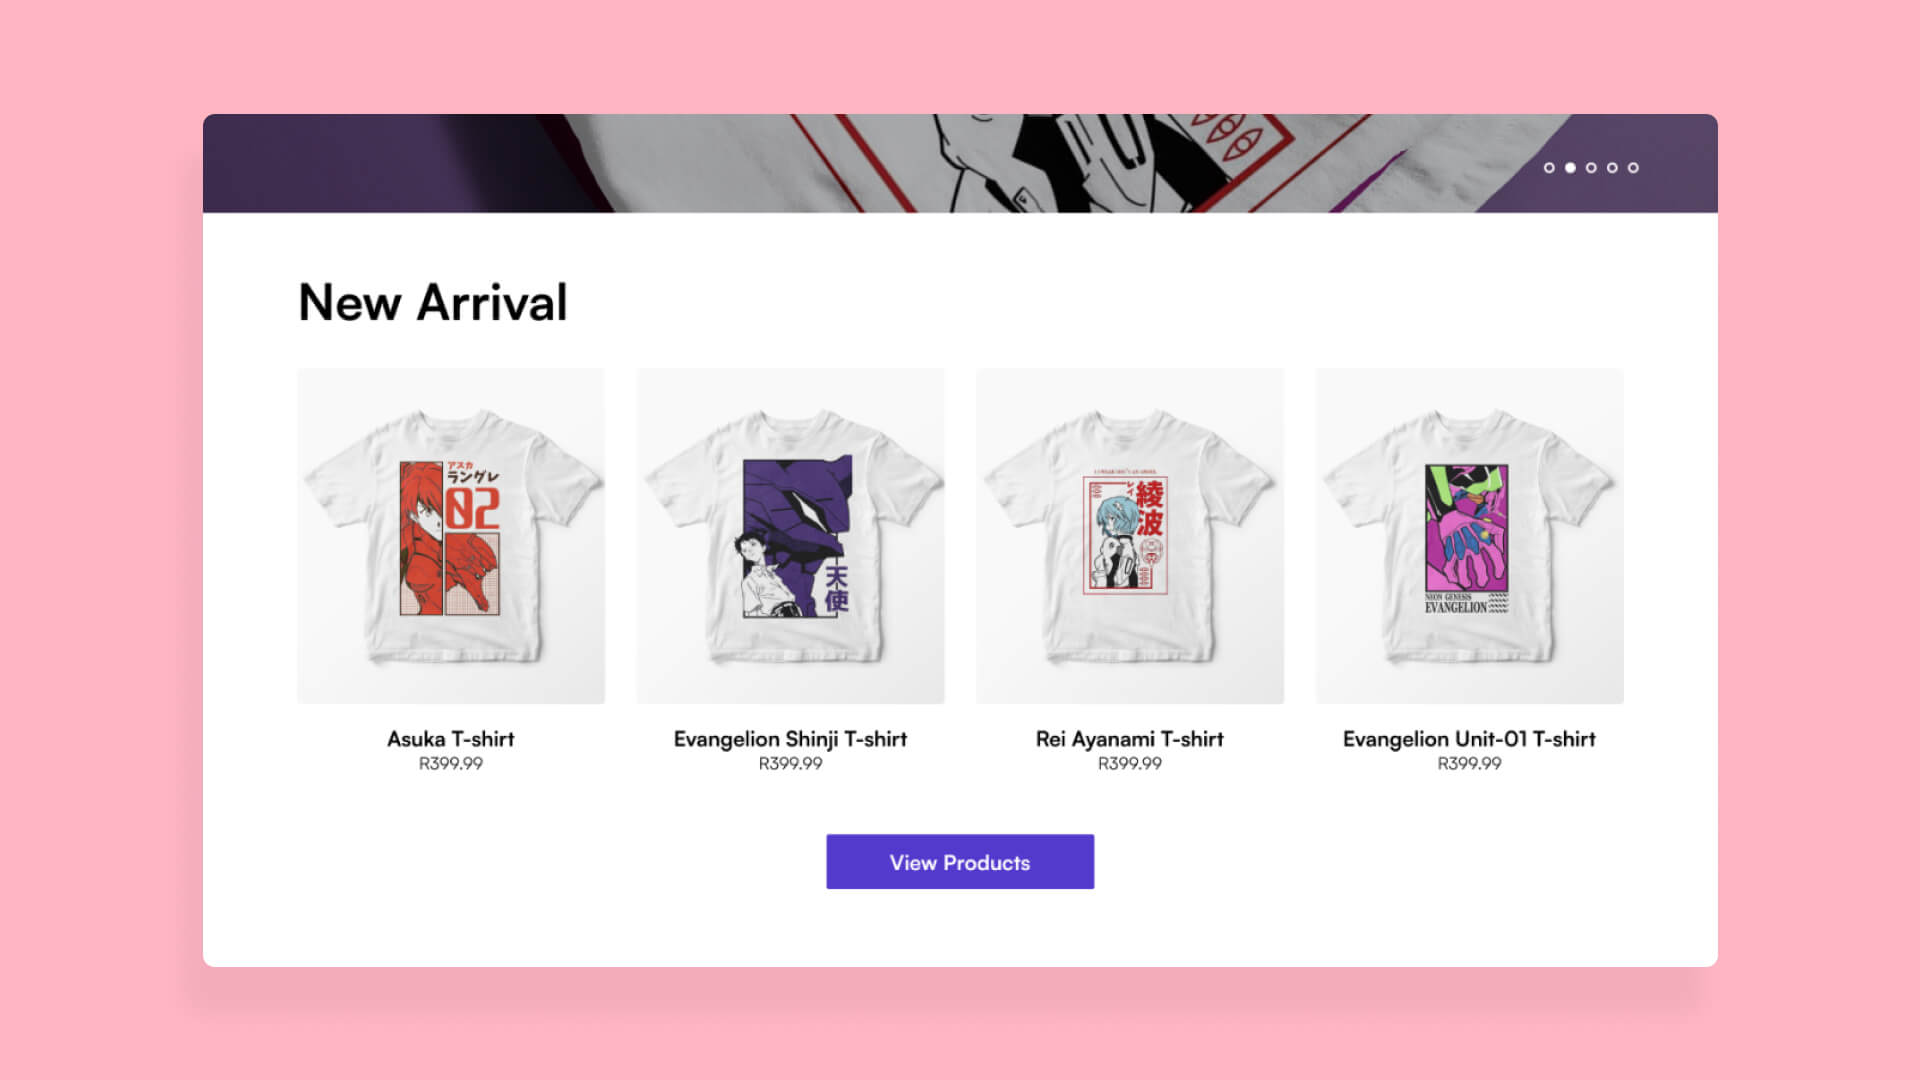 New Arrival
アスカ
ラングレ
02
天使
レイ
綾波
NEON GENESIS
EVANGELION
Asuka T-shirt
R399.99
Evangelion Shinji T-shirt
R399.99
Rei Ayanami T-shirt
R399.99
Evangelion Unit-01 T-shirt
R399.99
View Products